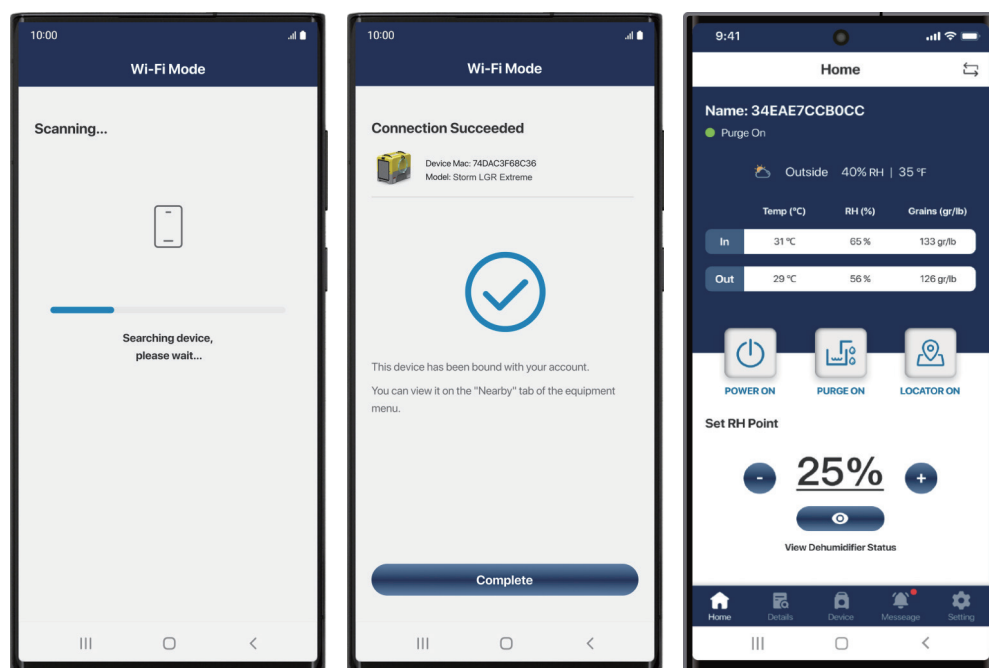 10:00
Wi-Fi Mode
Scanning...
Searching device,
please wait...
10:00
Wi-Fi Mode
Connection Succeeded
Device Mac: 74DAC3F68C36
Model: Storm LGR Extreme
This device has been bound with your account.
You can view it on the "Nearby" tab of the equipment
menu.
Complete
9:41
Home
Name: 34EAE7CCB0CC
Purge On
Outside 40% RH | 35 °F
Temp (°C) RH (%) Grains (gr/lb)
In 31 °C 65 % 133 gr/lb
Out 29 °C 56 % 126 gr/lb
POWER ON PURGE ON LOCATOR ON
Set RH Point
- 25% +
View Dehumidifier Status
Home Details Device Messeage Setting